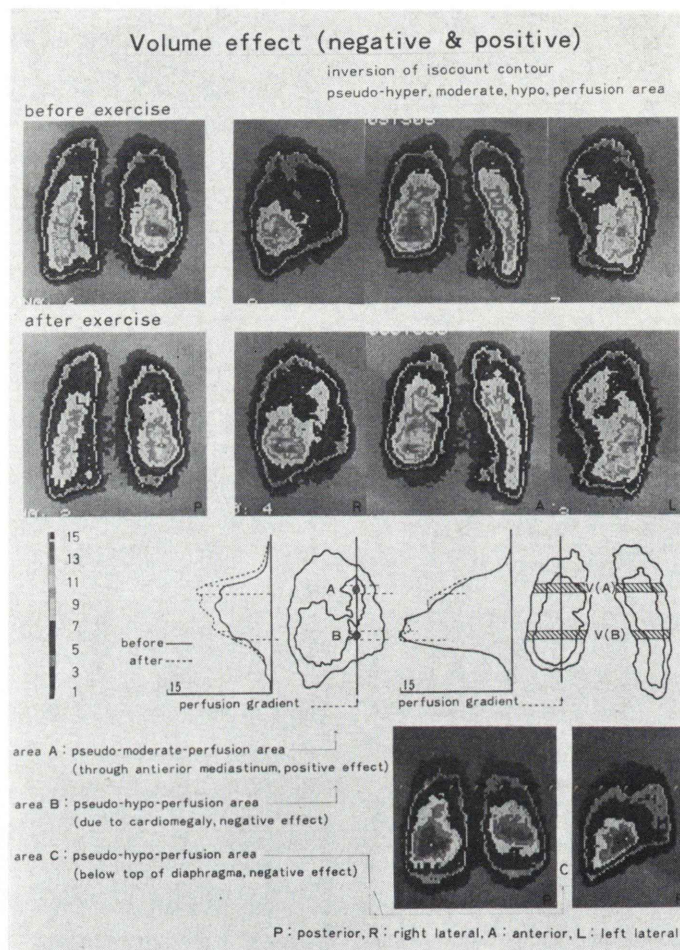 Volume effect (negative & positive)
inversion of isocount contour
pseudo-hyper, moderate, hypo, perfusion area
before exercise
after exercise
P
R
A
L
15
13
11
9
7
5
3
1
before
after
15
perfusion gradient
A
B
15
perfusion gradient
V(A)
V(B)
area A : pseudo-moderate-perfusion area
(through antierior mediastinum, positive effect)
area B : pseudo-hypo-perfusion area
(due to cardiomegaly, negative effect)
area C : pseudo-hypo-perfusion area
(below top of diaphragma, negative effect)
C
P : posterior, R : right lateral, A : anterior, L : left lateral